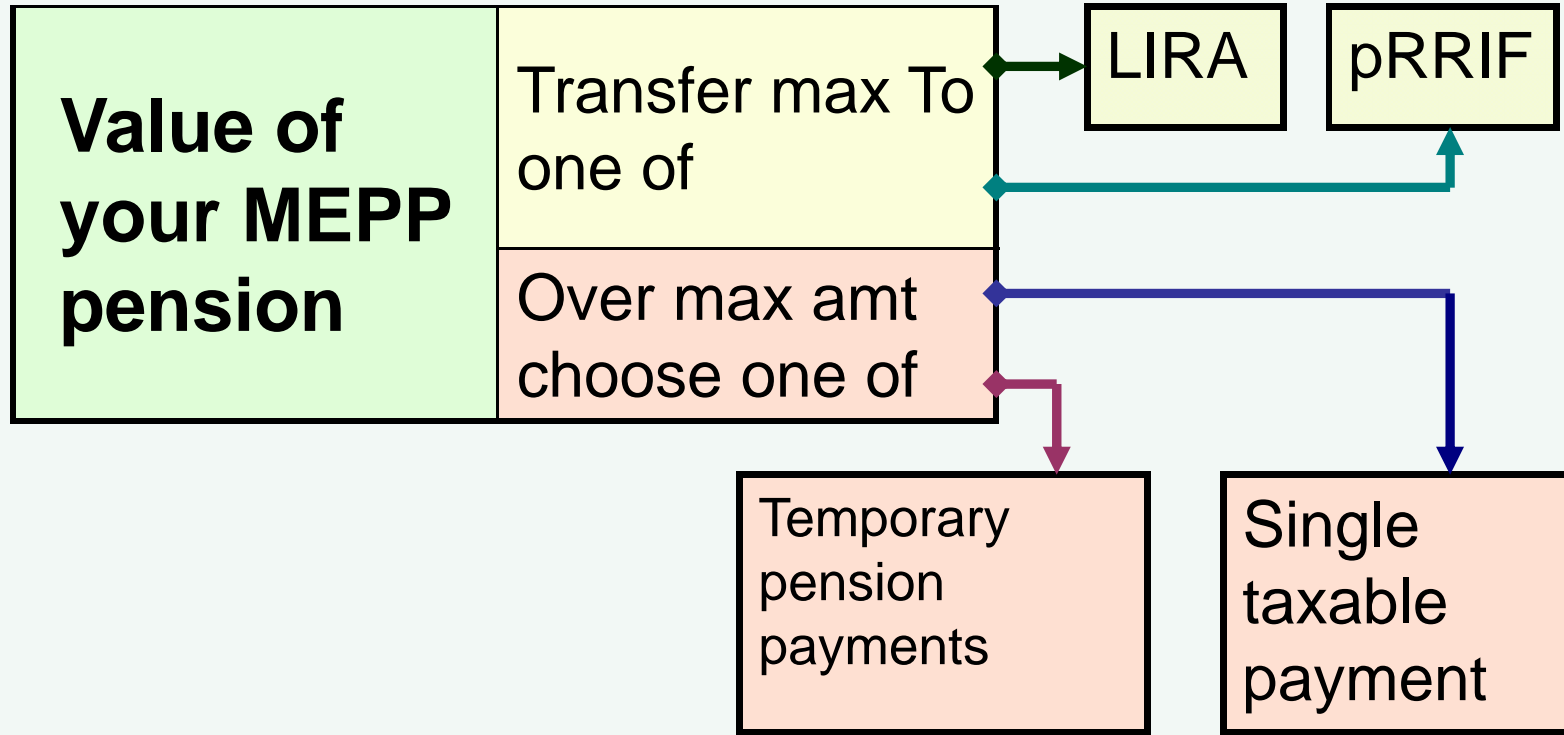 Value of
your MEPP
pension
Transfer max To
one of
Over max amt
choose one of
LIRA
pRRIF
Temporary
pension
payments
Single
taxable
payment